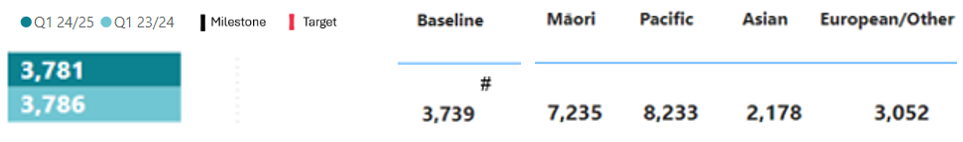 Q1 24/25 Q1 23/24 Milestone Target Baseline Māori Pacific Asian European/Other
3,781
#
3,786
3,739 7,235 8,233 2,178 3,052